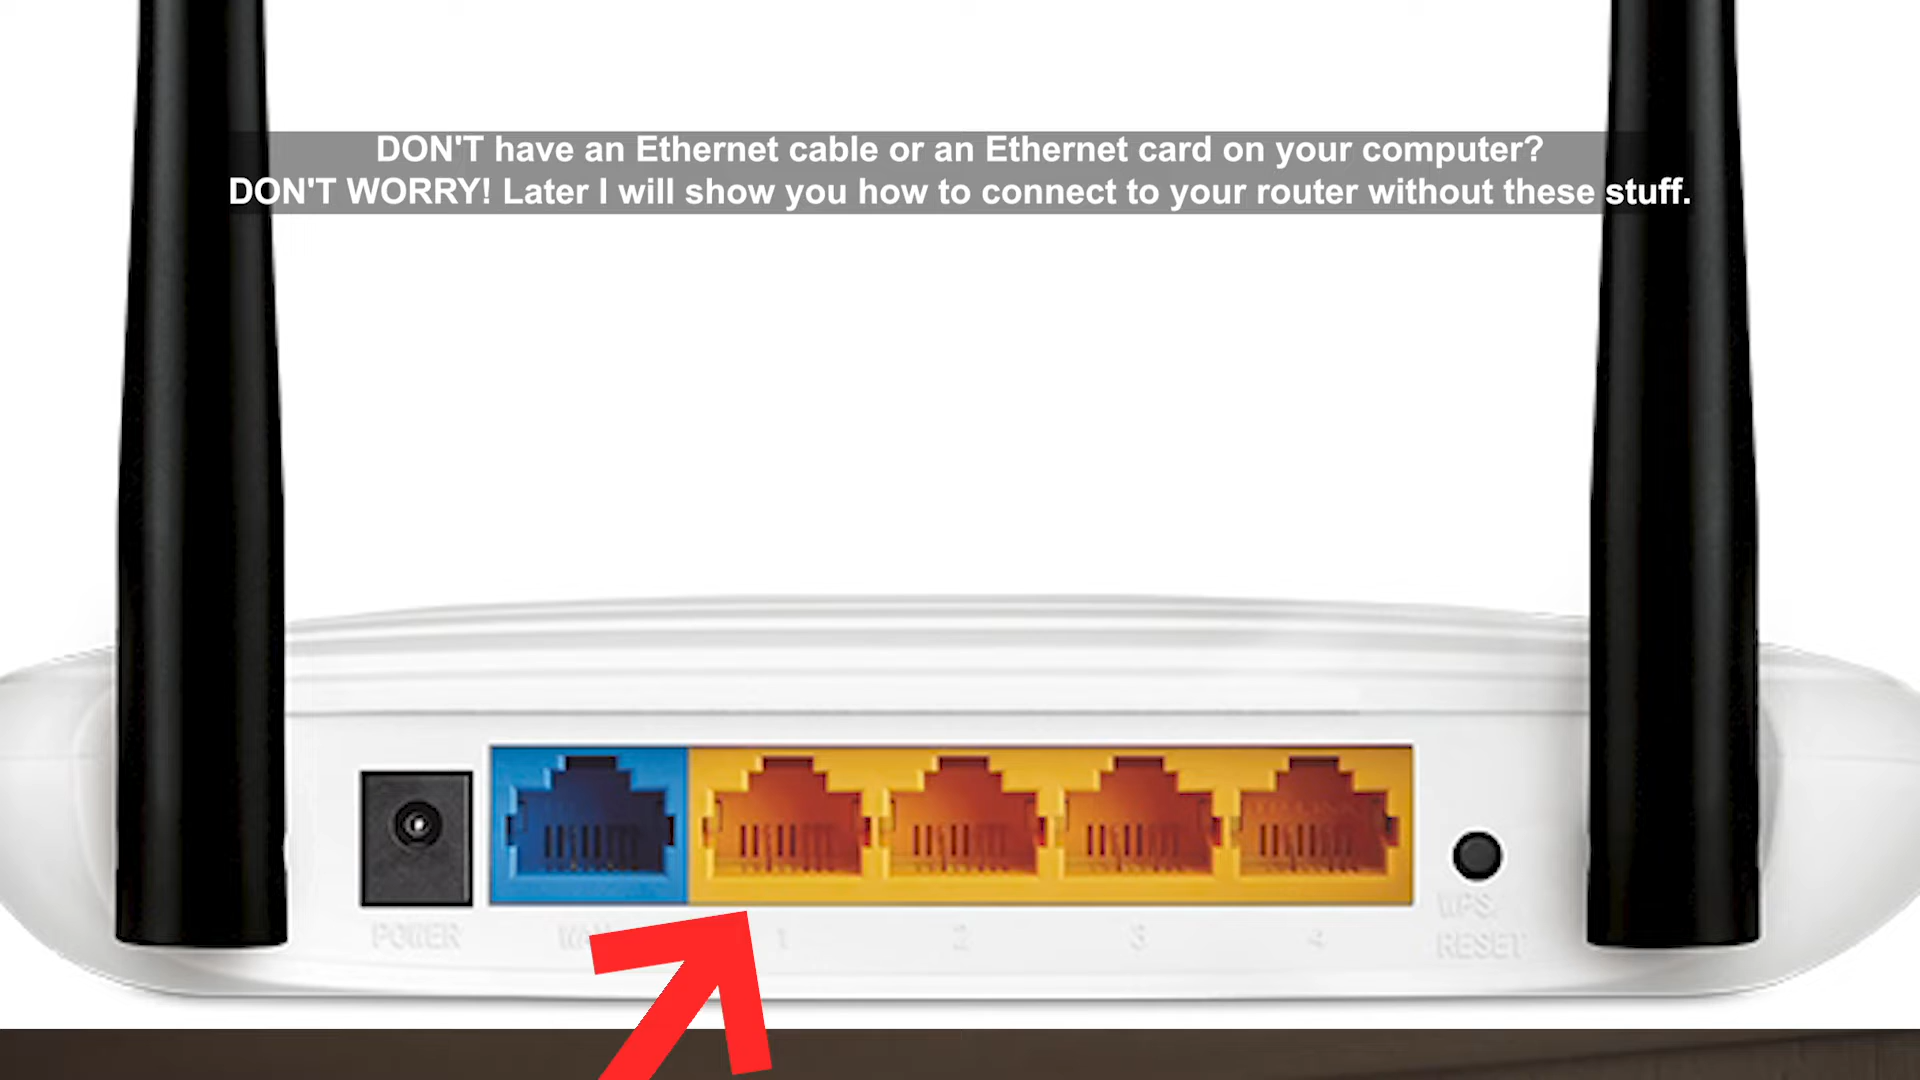 DON'T have an Ethernet cable or an Ethernet card on your computer?
DON'T WORRY! Later I will show you how to connect to your router without these stuff.
POWER
1
2
3
4
WPS/
RESET